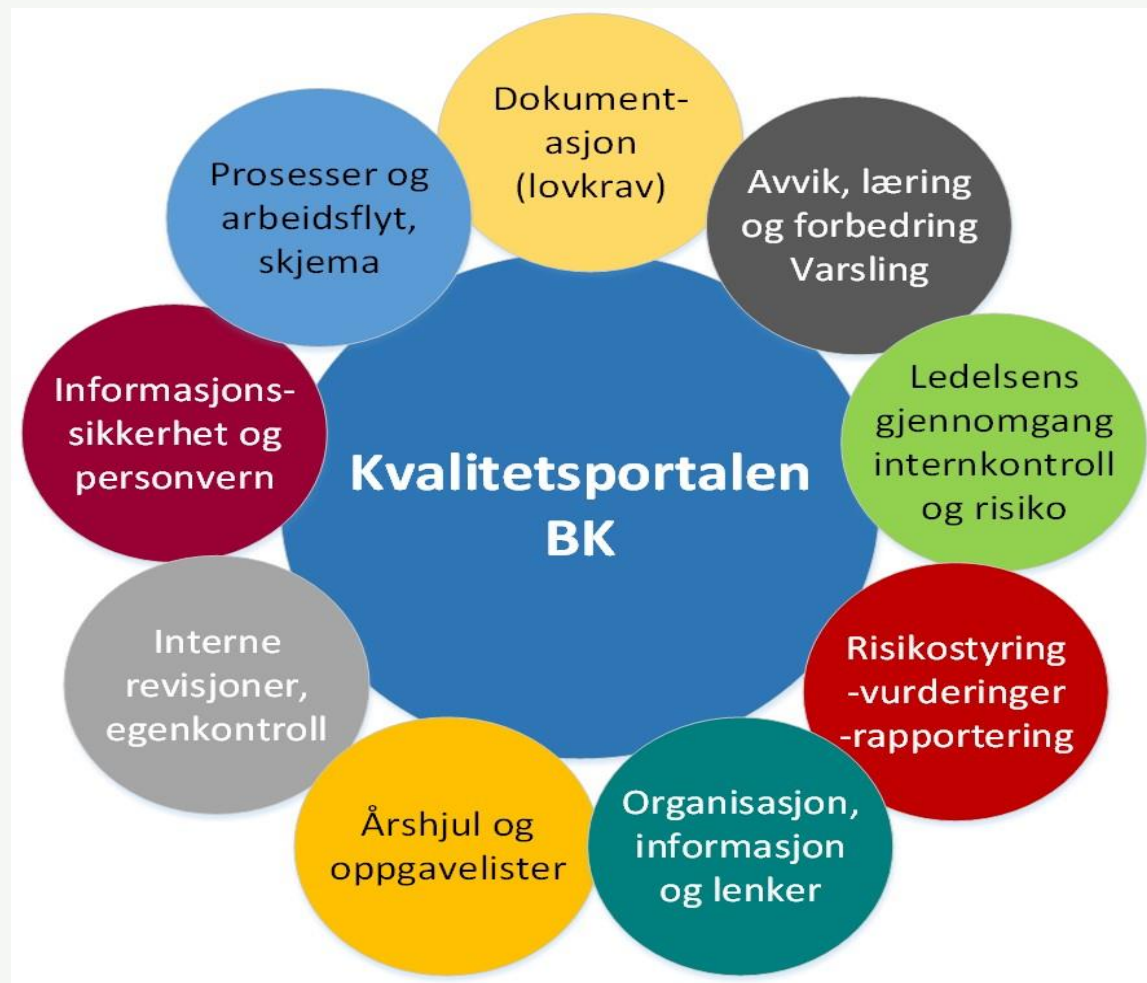 Dokument-
asjon
(lovkrav)
Avvik, læring
og forbedring
Varsling
Ledelsens
gjennomgang
internkontroll
og risiko
Risikostyring
-vurderinger
-rapportering
Organisasjon,
informasjon
og lenker
Årshjul og
oppgavelister
Interne
revisjoner,
egenkontroll
Informasjons-
sikkerhet og
personvern
Prosesser og
arbeidsflyt,
skjema
Kvalitetsportalen
BK